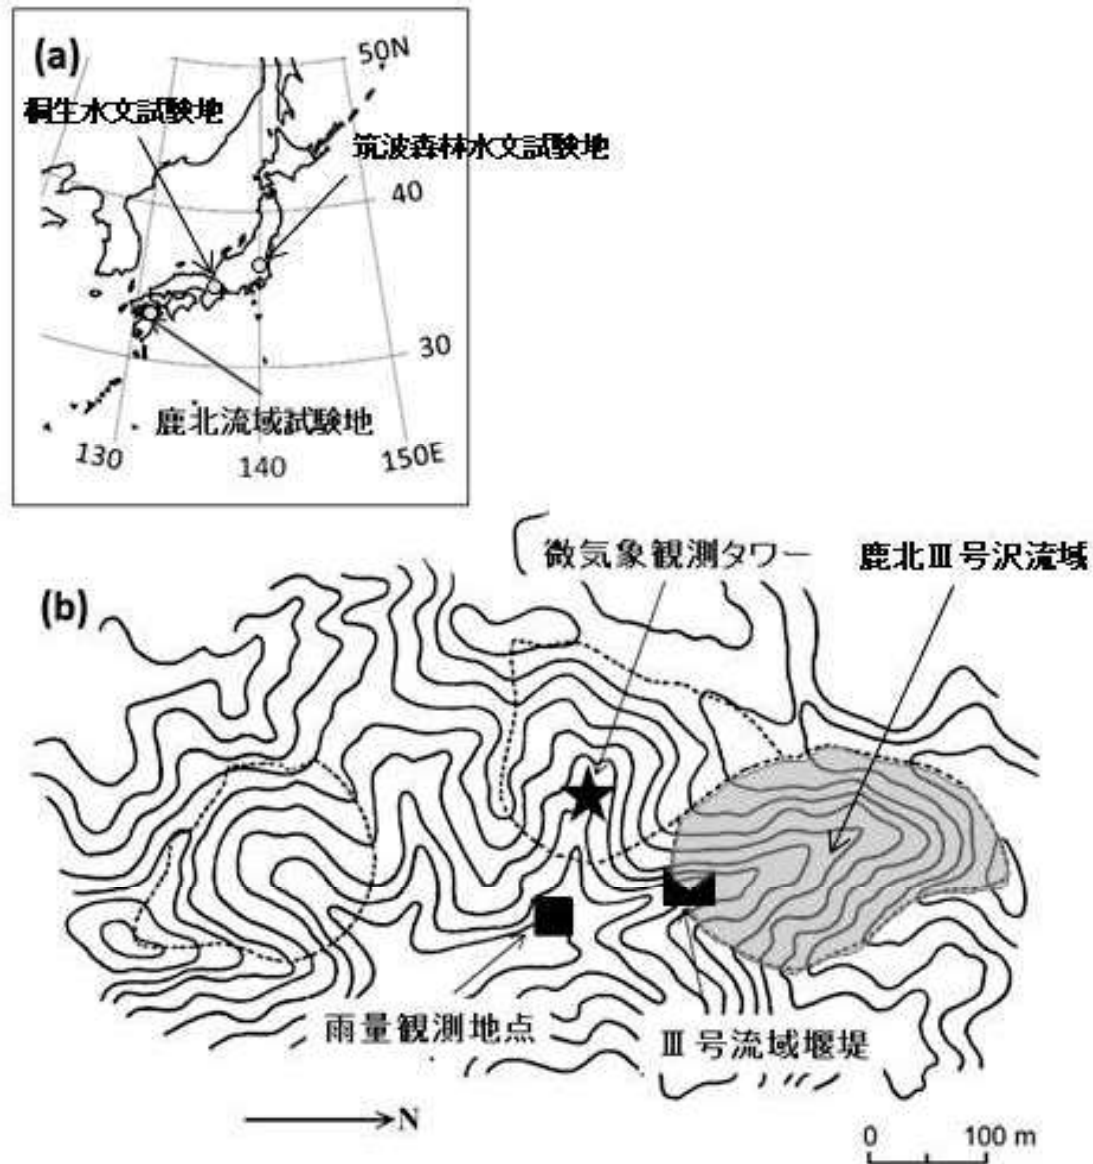 (a)
50N
桐生水文試験地
筑波森林水文試験地
40
30
鹿北流域試験地
130
140
150E
微気象観測タワー
鹿北Ⅲ号沢流域
(b)
雨量観測地点
Ⅲ号流域堰堤
N
0
100 m